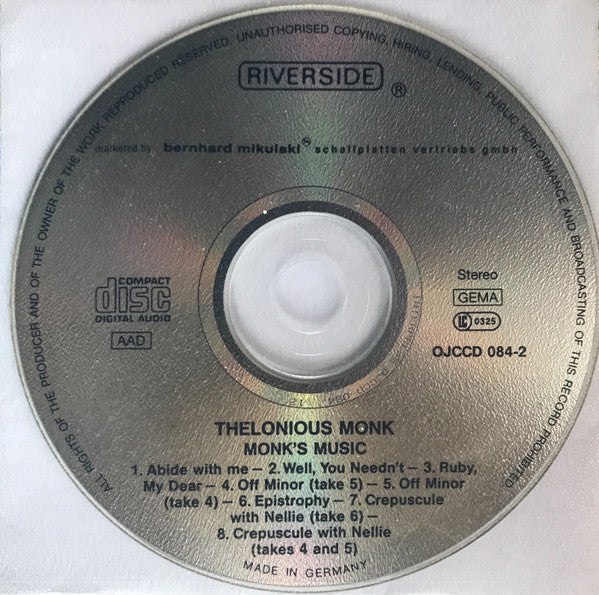 ALL RIGHTS OF THE PRODUCER AND OF THE OWNER OF THE WORK REPRODUCED RESERVED. UNAUTHORISED COPYING, HIRING, LENDING, PUBLIC PERFORMANCE AND BROADCASTING OF THIS RECORD PROHIBITED
RIVERSIDE ®
marketed by: bernhard mikulski ® schallplatten vertriebs gmbh
COMPACT
disc
DIGITAL AUDIO
AAD
Stereo
GEMA
LC 0325
OJCCD 084-2
THELONIOUS MONK
MONK'S MUSIC
1. Abide with me – 2. Well, You Needn't – 3. Ruby,
My Dear – 4. Off Minor (take 5) – 5. Off Minor
(take 4) – 6. Epistrophy – 7. Crepuscule
with Nellie (take 6) –
8. Crepuscule with Nellie
(takes 4 and 5)
MADE IN GERMANY